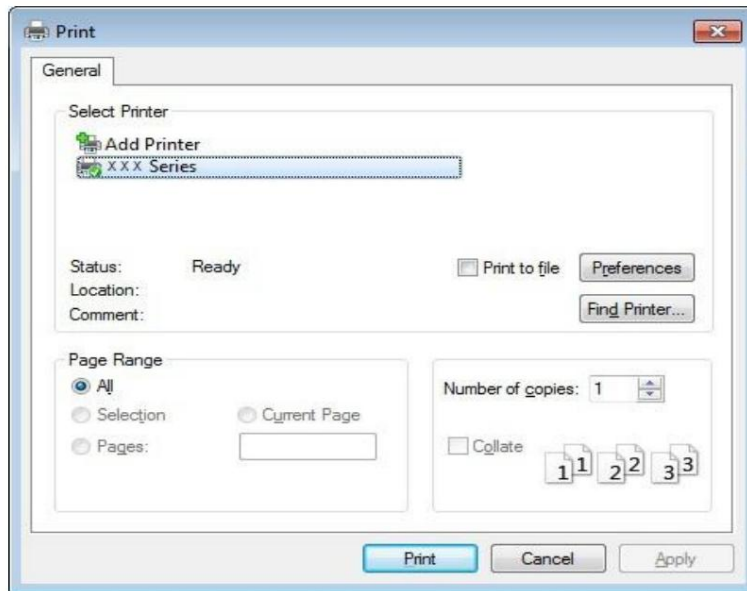 Print
General
Select Printer
Add Printer
X X X Series
Status: Ready
Print to file
Preferences
Location:
Comment:
Find Printer...
Page Range
All
Selection
Current Page
Pages:
Number of copies: 1
Collate
1 1 2 2 3 3
Print
Cancel
Apply